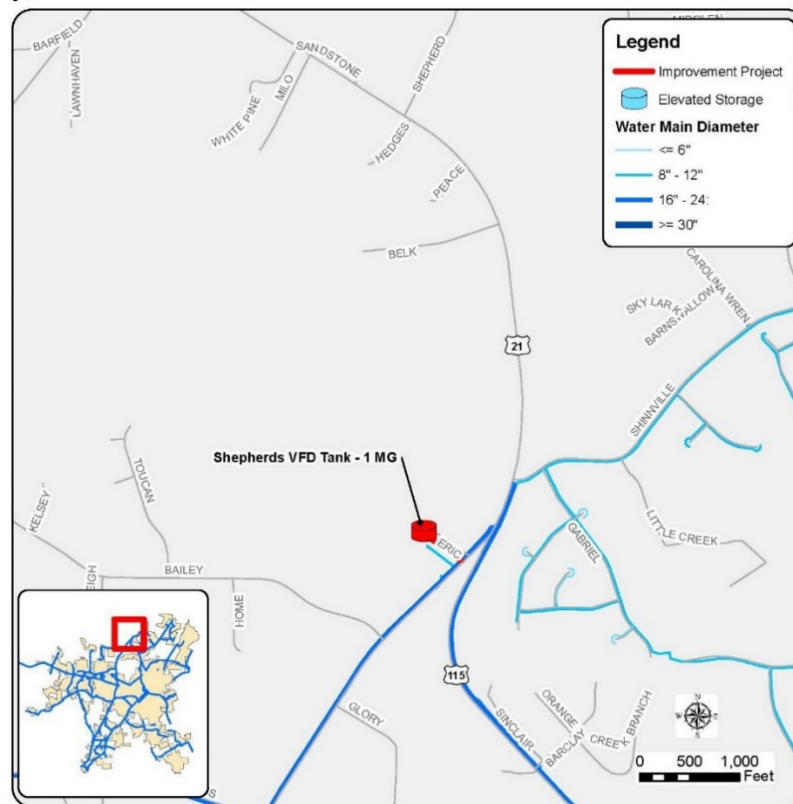 BARFIELD
LAWNHAVEN
SANDSTONE
WHITE PINE
MILO
SHEPHERD
HEDGES
PEACE
BELK
Legend
Improvement Project
Elevated Storage
Water Main Diameter
<= 6"
8" - 12"
16" - 24:
>= 30"
CAROLINA WREN
SKY LARK
21
SHINNVILLE
Shepherds VFD Tank - 1 MG
TOUCAN
KELSEY
ERIC
GABRIEL
LITTLE CREEK
BAILEY
HOME
115
GLORY
SINCLAIR
ORANGE
BARCLAY
CREEK BRANCH
N
W
E
S
0 500 1,000
Feet